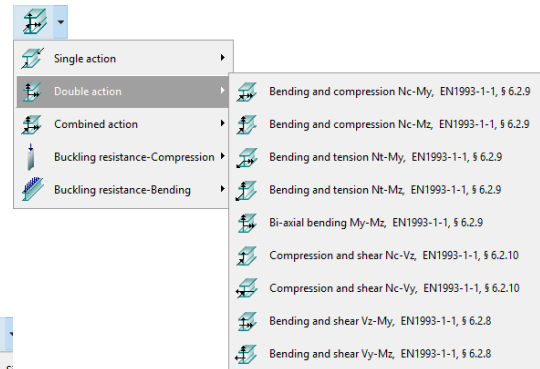 Single action
Double action
Combined action
Buckling resistance-Compression
Buckling resistance-Bending
Bending and compression Nc-My, EN1993-1-1, § 6.2.9
Bending and compression Nc-Mz, EN1993-1-1, § 6.2.9
Bending and tension Nt-My, EN1993-1-1, § 6.2.9
Bending and tension Nt-Mz, EN1993-1-1, § 6.2.9
Bi-axial bending My-Mz, EN1993-1-1, § 6.2.9
Compression and shear Nc-Vz, EN1993-1-1, § 6.2.10
Compression and shear Nc-Vy, EN1993-1-1, § 6.2.10
Bending and shear Vz-My, EN1993-1-1, § 6.2.8
Bending and shear Vy-Mz, EN1993-1-1, § 6.2.8